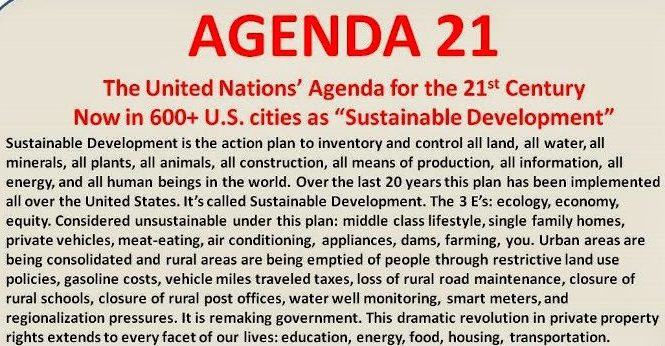 AGENDA 21
The United Nations’ Agenda for the 21st Century
Now in 600+ U.S. cities as “Sustainable Development”
Sustainable Development is the action plan to inventory and control all land, all water, all
minerals, all plants, all animals, all construction, all means of production, all information, all
energy, and all human beings in the world. Over the last 20 years this plan has been implemented
all over the United States. It’s called Sustainable Development. The 3 E’s: ecology, economy,
equity. Considered unsustainable under this plan: middle class lifestyle, single family homes,
private vehicles, meat-eating, air conditioning, appliances, dams, farming, you. Urban areas are
being consolidated and rural areas are being emptied of people through restrictive land use
policies, gasoline costs, vehicle miles traveled taxes, loss of rural road maintenance, closure of
rural schools, closure of rural post offices, water well monitoring, smart meters, and
regionalization pressures. It is remaking government. This dramatic revolution in private property
rights extends to every facet of our lives: education, energy, food, housing, transportation.